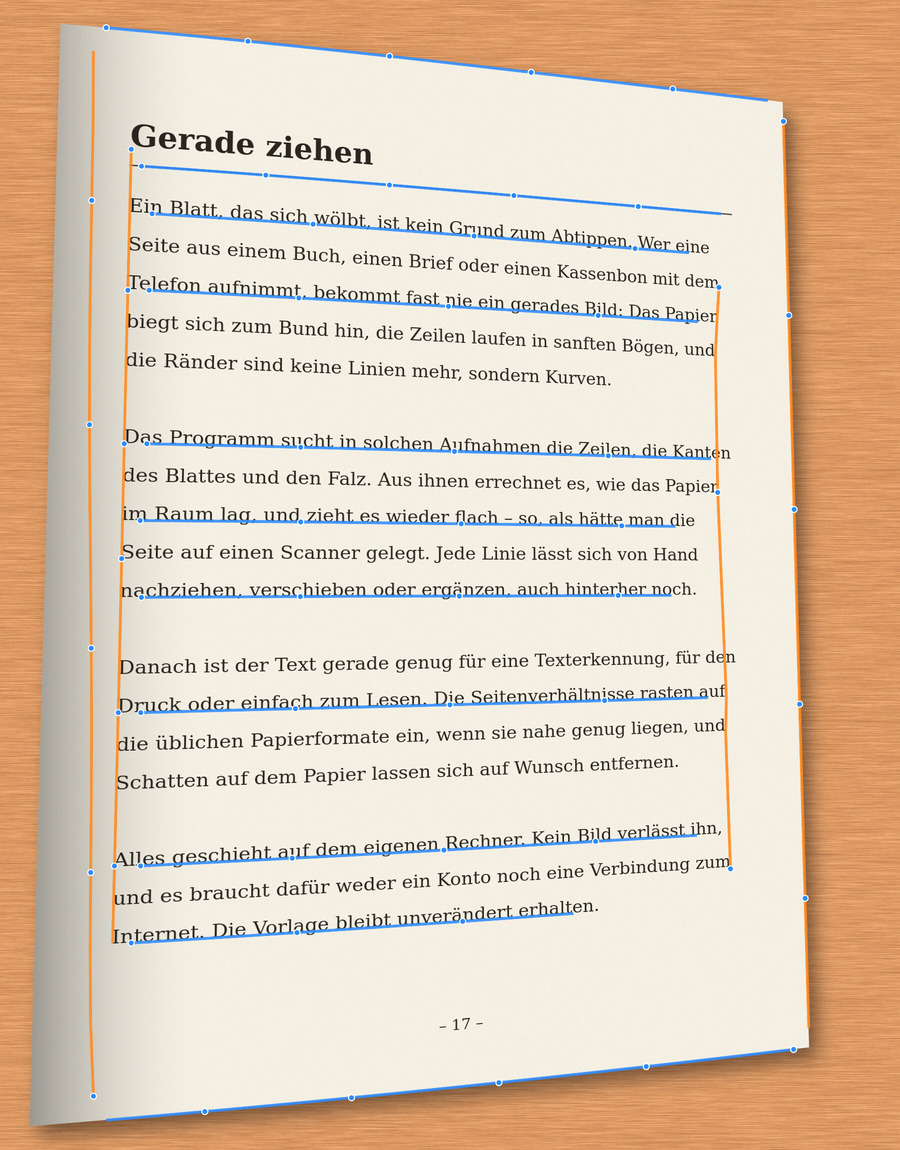 Gerade ziehen
Ein Blatt, das sich wölbt, ist kein Grund zum Abtippen. Wer eine
Seite aus einem Buch, einen Brief oder einen Kassenbon mit dem
Telefon aufnimmt, bekommt fast nie ein gerades Bild: Das Papier
biegt sich zum Bund hin, die Zeilen laufen in sanften Bögen, und
die Ränder sind keine Linien mehr, sondern Kurven.
Das Programm sucht in solchen Aufnahmen die Zeilen, die Kanten
des Blattes und den Falz. Aus ihnen errechnet es, wie das Papier
im Raum lag, und zieht es wieder flach – so, als hätte man die
Seite auf einen Scanner gelegt. Jede Linie lässt sich von Hand
nachziehen, verschieben oder ergänzen, auch hinterher noch.
Danach ist der Text gerade genug für eine Texterkennung, für den
Druck oder einfach zum Lesen. Die Seitenverhältnisse rasten auf
die üblichen Papierformate ein, wenn sie nahe genug liegen, und
Schatten auf dem Papier lassen sich auf Wunsch entfernen.
Alles geschieht auf dem eigenen Rechner. Kein Bild verlässt ihn,
und es braucht dafür weder ein Konto noch eine Verbindung zum
Internet. Die Vorlage bleibt unverändert erhalten.
– 17 –